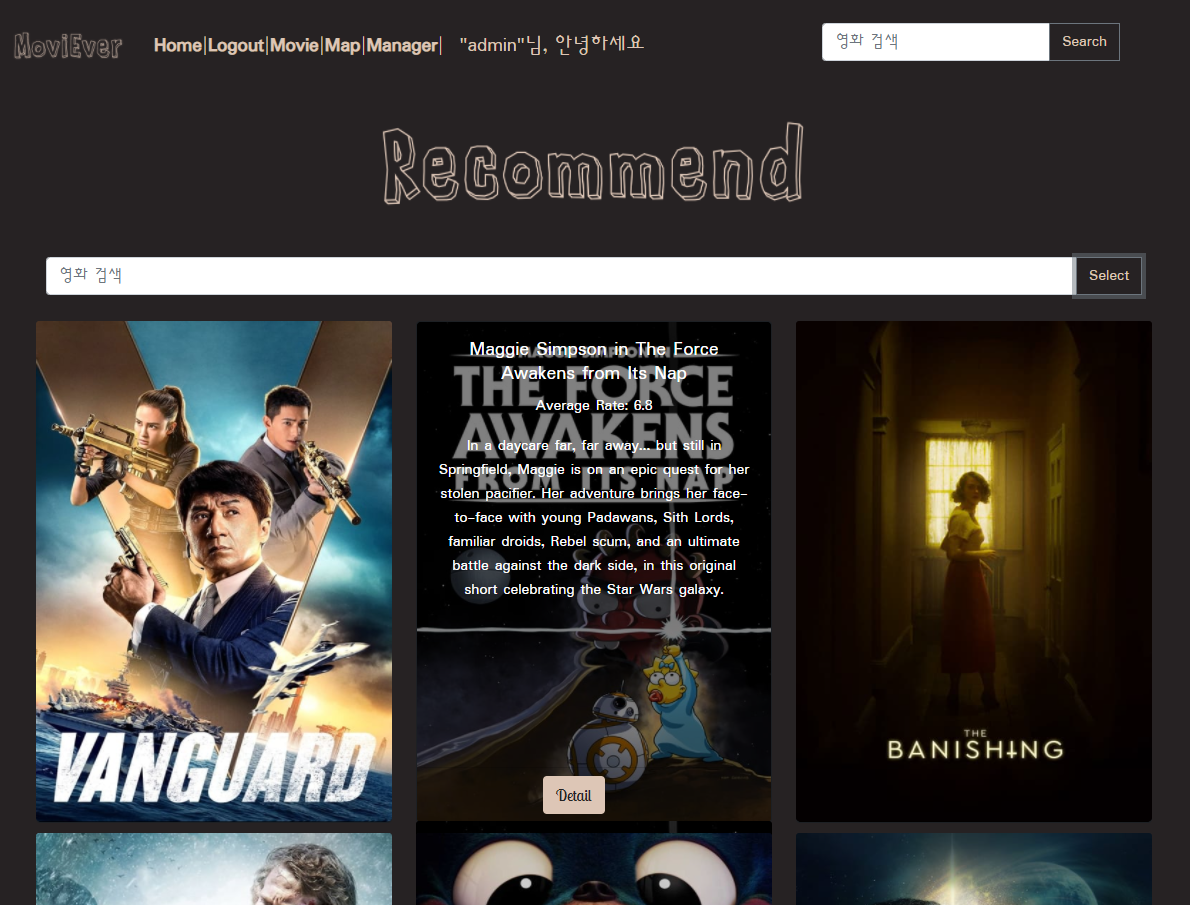 MoviEver
Home|Logout|Movie|Map|Manager| "admin"님, 안녕하세요
영화 검색 Search
Recommend
영화 검색 Select
VANGUARD
MAGGIE SIMPSON IN
Maggie Simpson in The Force
Awakens from Its Nap
THE FORCE
AWAKENS
FROM ITS NAP
Average Rate: 6.8
In a daycare far, far away... but still in
Springfield, Maggie is on an epic quest for her
stolen pacifier. Her adventure brings her face-
to-face with young Padawans, Sith Lords,
familiar droids, Rebel scum, and an ultimate
battle against the dark side, in this original
short celebrating the Star Wars galaxy.
Detail
THE
BANISHING